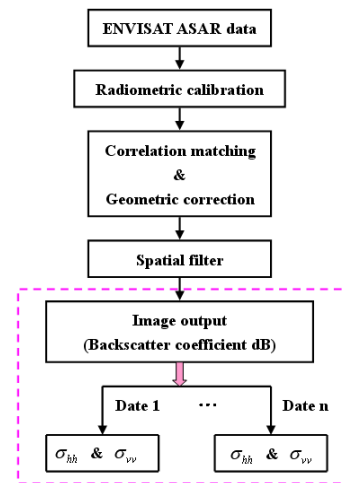 ENVISAT ASAR data
Radiometric calibration
Correlation matching
&
Geometric correction
Spatial filter
Image output
(Backscatter coefficient dB)
Date 1 ... Date n
σhh & σvv
σhh & σvv